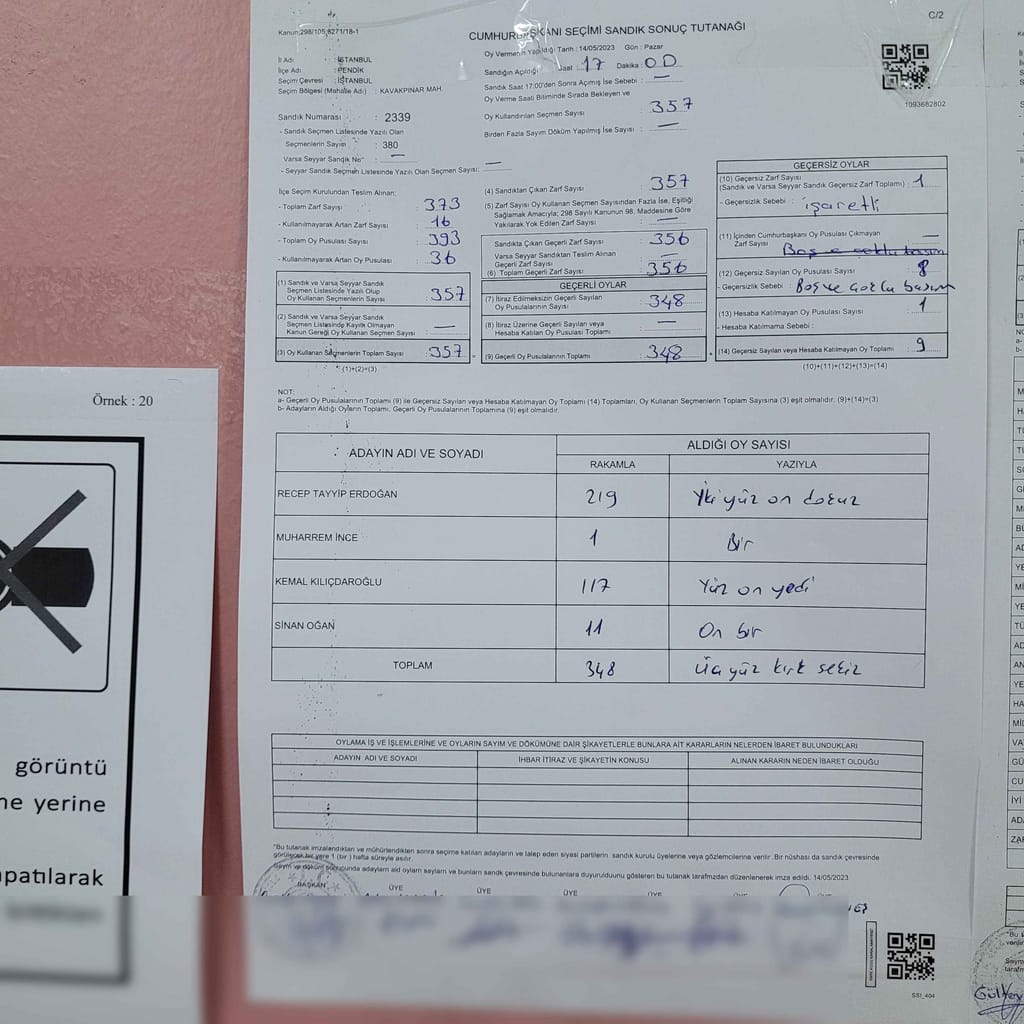 Kanun:298/105,6271/18-1
C/2
CUMHURBAŞKANI SEÇİMİ SANDIK SONUÇ TUTANAĞI
İl Adı : İSTANBUL
İlçe Adı : PENDİK
Seçim Çevresi : İSTANBUL
Seçim Bölgesi (Mahalle Adı) : KAVAKPINAR MAH.
Oy Vermenin Yapıldığı Tarih : 14/05/2023 Gün : Pazar
Sandığın Açıldığı Saat : 17 Dakika : 00
Sandık Saat 17:00'den Sonra Açılmış İse Sebebi : —
Oy Verme Saati Bitiminde Sırada Bekleyen ve
Oy Kullandırılan Seçmen Sayısı : 357
Birden Fazla Sayım Döküm Yapılmış İse Sayısı : —
1093682802
Sandık Numarası : 2339
- Sandık Seçmen Listesinde Yazılı Olan
Seçmenlerin Sayısı : 380
Varsa Seyyar Sandık No : —
- Seyyar Sandık Seçmen Listesinde Yazılı Olan Seçmen Sayısı: —
İlçe Seçim Kurulundan Teslim Alınan;
- Toplam Zarf Sayısı : 373
- Kullanılmayarak Artan Zarf Sayısı : 16
- Toplam Oy Pusulası Sayısı : 393
- Kullanılmayarak Artan Oy Pusulası : 36
(1) Sandık ve Varsa Seyyar Sandık
Seçmen Listesinde Yazılı Olup
Oy Kullanan Seçmenlerin Sayısı : 357
(2) Sandık ve Varsa Seyyar Sandık
Seçmen Listesinde Kayıtlı Olmayan
Kanun Gereği Oy Kullanan Seçmen Sayısı : —
(3) Oy Kullanan Seçmenlerin Toplam Sayısı : 357
(1)+(2)=(3)
(4) Sandıktan Çıkan Zarf Sayısı : 357
(5) Zarf Sayısı Oy Kullanan Seçmen Sayısından Fazla İse, Eşitliği
Sağlamak Amacıyla; 298 Sayılı Kanunun 98. Maddesine Göre
Yakılarak Yok Edilen Zarf Sayısı : —
Sandıkta Çıkan Geçerli Zarf Sayısı : 356
Varsa Seyyar Sandıktan Teslim Alınan
Geçerli Zarf Sayısı : —
(6) Toplam Geçerli Zarf Sayısı : 356
GEÇERLİ OYLAR
(7) İtiraz Edilmeksizin Geçerli Sayılan
Oy Pusulalarının Sayısı : 348
(8) İtiraz Üzerine Geçerli Sayılan veya
Hesaba Katılan Oy Pusulası Toplamı : —
(9) Geçerli Oy Pusulalarının Toplamı : 348
GEÇERSİZ OYLAR
(10) Geçersiz Zarf Sayısı
(Sandık ve Varsa Seyyar Sandık Geçersiz Zarf Toplamı) : 1
- Geçersizlik Sebebi : işaretli
(11) İçinden Cumhurbaşkanı Oy Pusulası Çıkmayan
Zarf Sayısı : —
(12) Geçersiz Sayılan Oy Pusulası Sayısı : 8
- Geçersizlik Sebebi : Boş ve çoklu basım
(13) Hesaba Katılmayan Oy Pusulası Sayısı : 1
- Hesaba Katılmama Sebebi :
(14) Geçersiz Sayılan veya Hesaba Katılmayan Oy Toplamı : 9
(10)+(11)+(12)+(13)=(14)
NOT:
a- Geçerli Oy Pusulalarının Toplamı (9) ile Geçersiz Sayılan veya Hesaba Katılmayan Oy Toplamı (14) Toplamları, Oy Kullanan Seçmenlerin Toplam Sayısına (3) eşit olmalıdır. (9)+(14)=(3)
b- Adayların Aldığı Oyların Toplamı, Geçerli Oy Pusulalarının Toplamına (9) eşit olmalıdır.
ADAYIN ADI VE SOYADI
ALDIĞI OY SAYISI
RAKAMLA YAZIYLA
RECEP TAYYİP ERDOĞAN 219 İki yüz on dokuz
MUHARREM İNCE 1 Bir
KEMAL KILIÇDAROĞLU 117 Yüz on yedi
SİNAN OĞAN 11 On bir
TOPLAM 348 Üç yüz kırk sekiz
OYLAMA İŞ VE İŞLEMLERİNE VE OYLARIN SAYIM VE DÖKÜMÜNE DAİR ŞİKAYETLERLE BUNLARA AİT KARARLARIN NELERDEN İBARET BULUNDUKLARI
ADAYIN ADI VE SOYADI İHBAR İTİRAZ VE ŞİKAYETİN KONUSU ALINAN KARARIN NEDEN İBARET OLDUĞU
"Bu tutanak imzalandıktan ve mühürlendikten sonra seçime katılan adayların ve talep eden siyasi partilerin sandık kurulu üyelerine veya gözlemcilerine verilir. Bir nüshası da sandık çevresinde
görülecek bir yere 1 (bir) hafta süreyle asılır.
Sayım ve döküm sonucunda adayların aldığı oyların sayısını ve bunların sandık çevresinde bulunanlara duyurulduğunu gösteren bu tutanak tarafımızdan düzenlenerek imza edildi. 14/05/2023
BAŞKAN ÜYE ÜYE ÜYE ÜYE ÜYE
SS1_404
Örnek : 20
görüntü
yerine
apatılarak